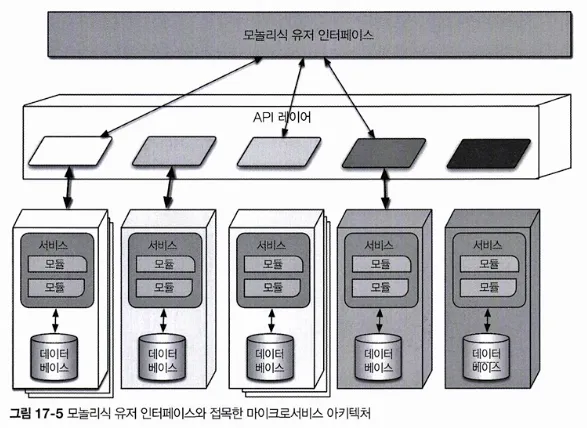 모놀리식 유저 인터페이스
API 레이어
서비스
모듈
모듈
데이터
베이스
서비스
모듈
모듈
데이터
베이스
서비스
모듈
모듈
데이터
베이스
서비스
모듈
모듈
데이터
베이스
서비스
모듈
모듈
데이터
베이스
그림 17-5 모놀리식 유저 인터페이스와 접목한 마이크로서비스 아키텍처